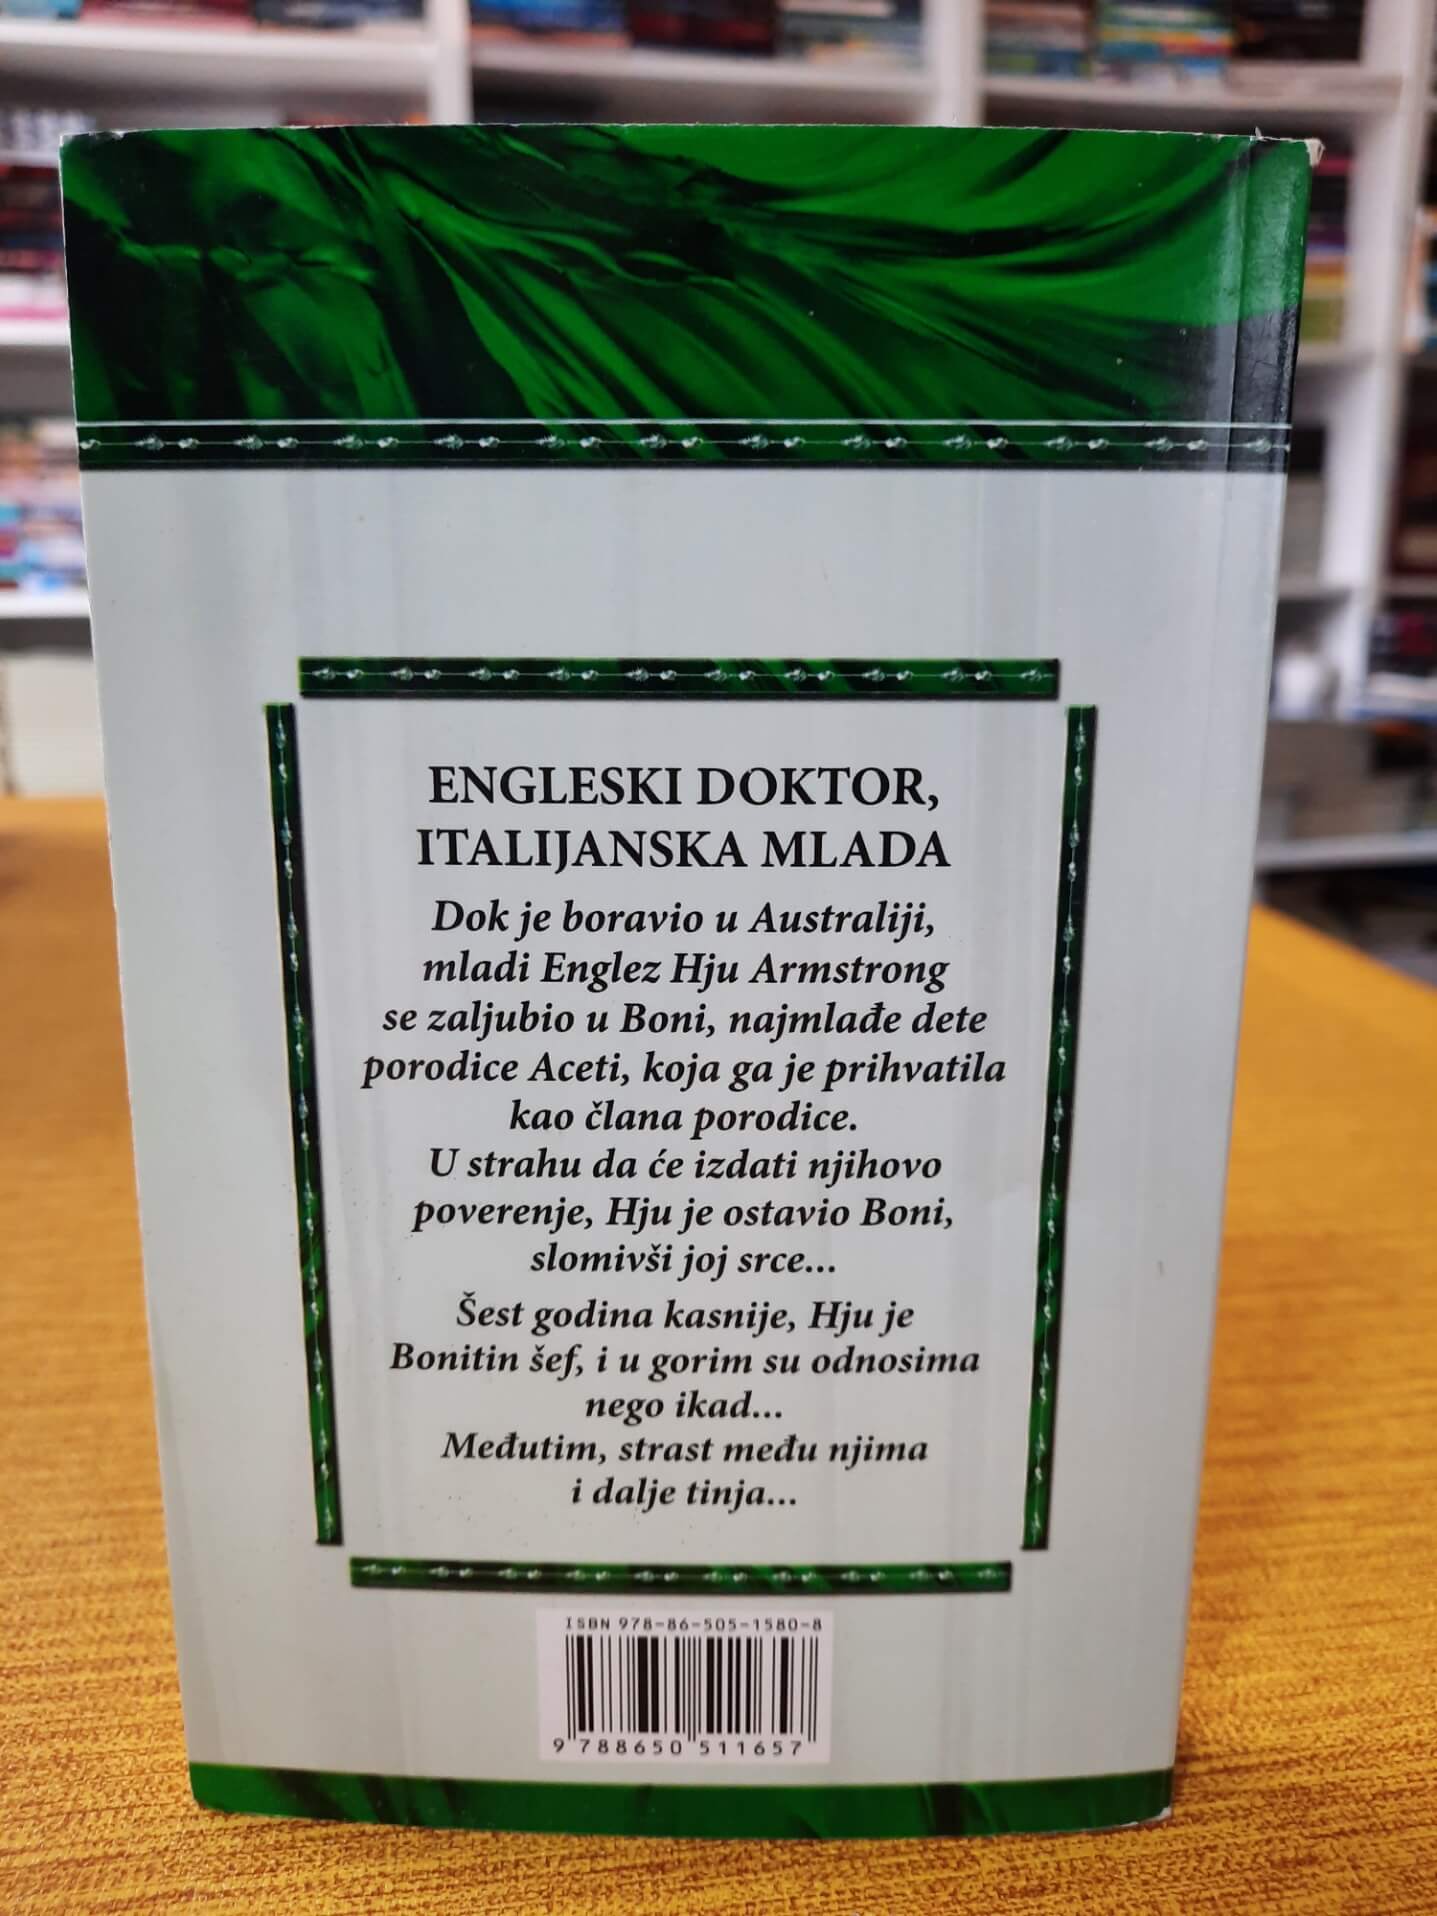 ENGLESKI DOKTOR,
ITALIJANSKA MLADA
Dok je boravio u Australiji,
mladi Englez Hju Armstrong
se zaljubio u Boni, najmlađe dete
porodice Aceti, koja ga je prihvatila
kao člana porodice.
U strahu da će izdati njihovo
poverenje, Hju je ostavio Boni,
slomivši joj srce...
Šest godina kasnije, Hju je
Bonitin šef, i u gorim su odnosima
nego ikad...
Međutim, strast među njima
i dalje tinja...
ISBN 978-86-505-1580-8
9 788650 511657